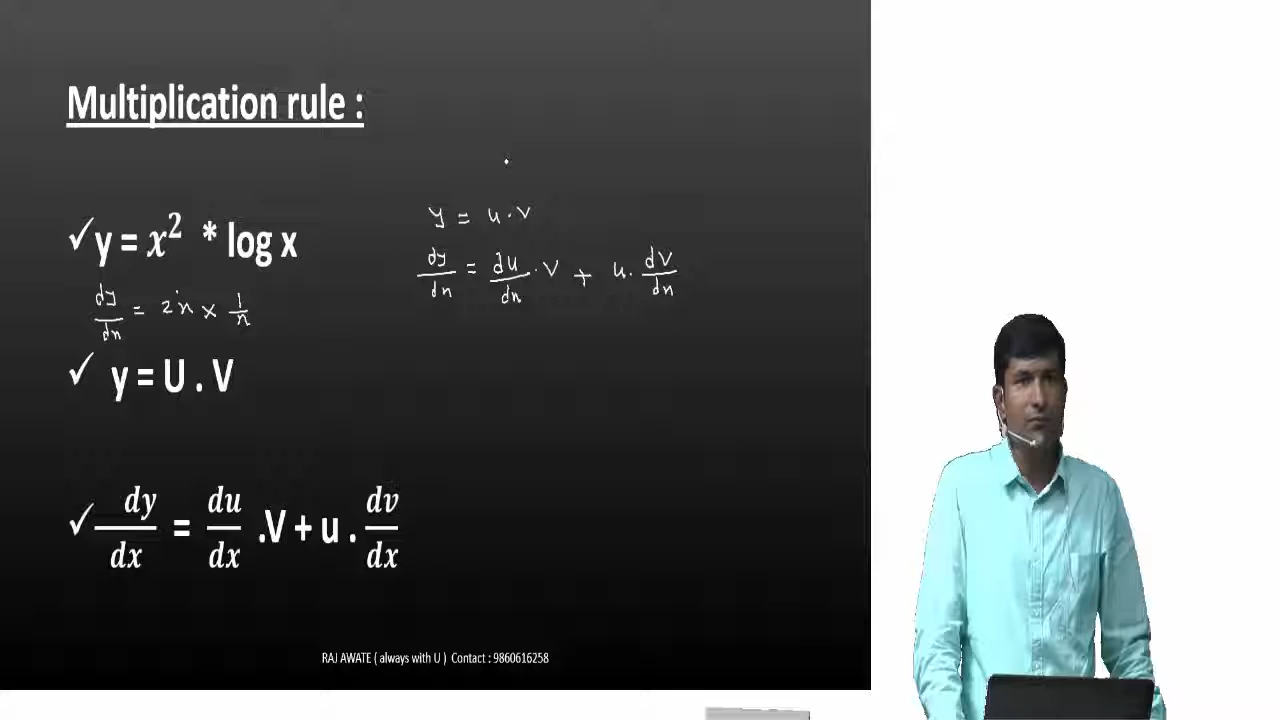 Multiplication rule :
✓ y = x² * log x
dy/dn = 2n × 1/n
✓ y = U . V
✓ dy/dx = du/dx .V + u . dv/dx
y = u · v
dy/dn = du/dn · v + u · dv/dn
RAJ AWATE ( always with U ) Contact : 9860616258